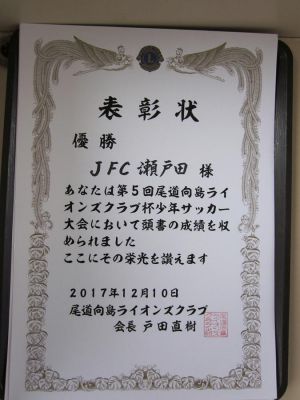 表彰状
優勝
JFC瀬戸田 様
あなたは第5回尾道向島ライ
オンズクラブ杯少年サッカー
大会において頭書の成績を収
められました
ここにその栄光を讃えます
2017年12月10日
尾道向島ライオンズクラブ
会長 戸田直樹